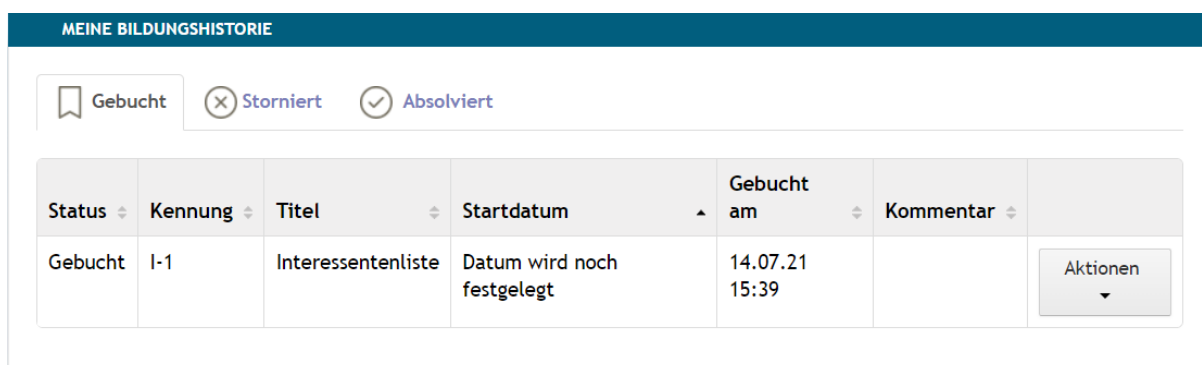 MEINE BILDUNGSHISTORIE
Gebucht Storniert Absolviert
Status Kennung Titel Startdatum Gebucht am Kommentar
Gebucht I-1 Interessentenliste Datum wird noch festgelegt 14.07.21 15:39 Aktionen